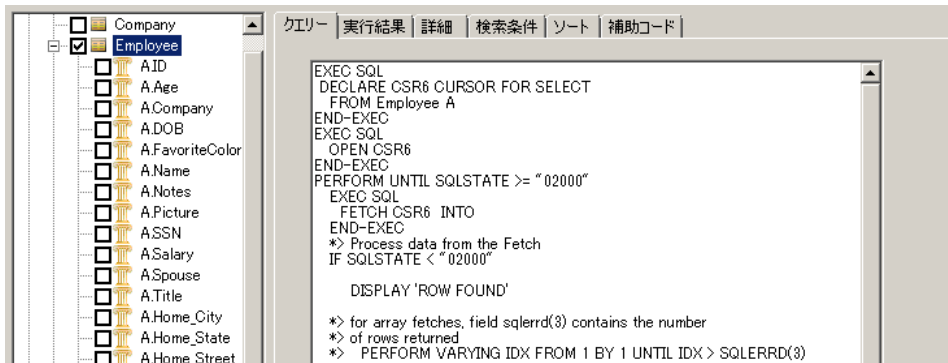 Company
Employee
A.ID
A.Age
A.Company
A.DOB
A.FavoriteColor
A.Name
A.Notes
A.Picture
A.SSN
A.Salary
A.Spouse
A.Title
A.Home_City
A.Home_State
A.Home_Street
クエリー 実行結果 詳細 検索条件 ソート 補助コード
EXEC SQL
DECLARE CSR6 CURSOR FOR SELECT
FROM Employee A
END-EXEC
EXEC SQL
OPEN CSR6
END-EXEC
PERFORM UNTIL SQLSTATE >= "02000"
EXEC SQL
FETCH CSR6 INTO
END-EXEC
*> Process data from the Fetch
IF SQLSTATE < "02000"
DISPLAY 'ROW FOUND'
*> for array fetches, field sqlerrd(3) contains the number
*> of rows returned
*> PERFORM VARYING IDX FROM 1 BY 1 UNTIL IDX > SQLERRD(3)